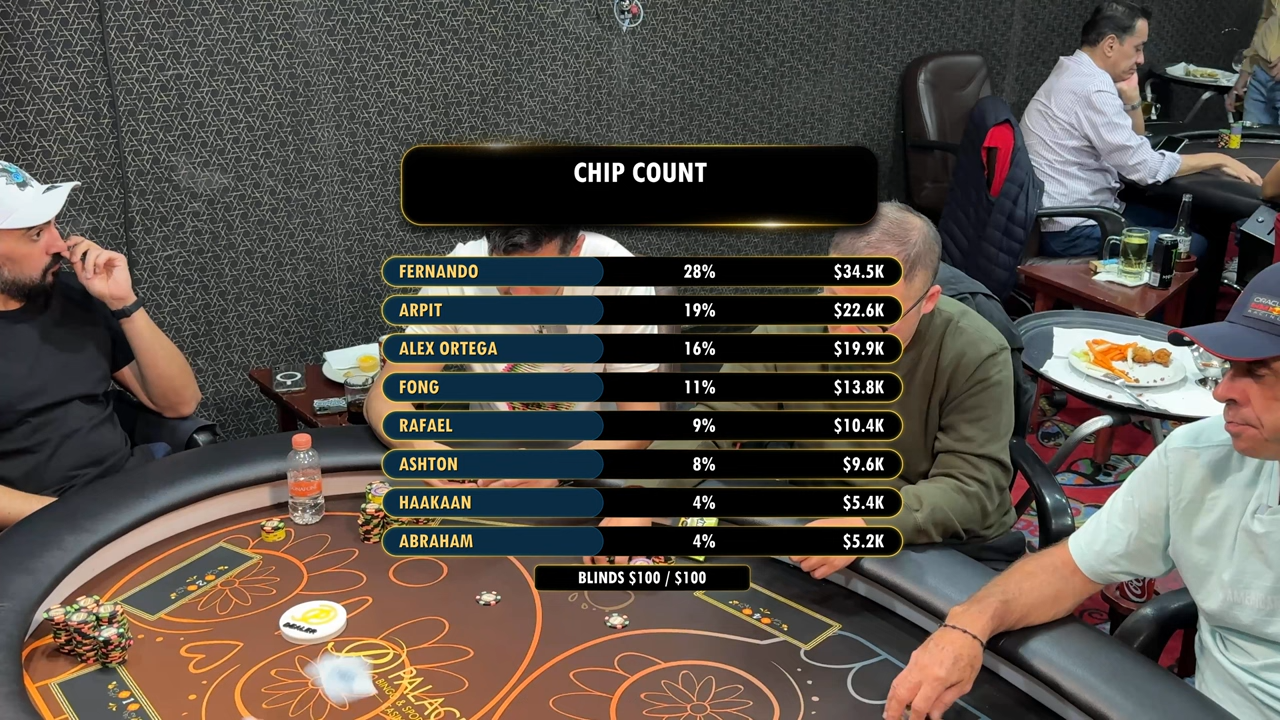 CHIP COUNT
FERNANDO 28% $34.5K
ARPIT 19% $22.6K
ALEX ORTEGA 16% $19.9K
FONG 11% $13.8K
RAFAEL 9% $10.4K
ASHTON 8% $9.6K
HAAKAAN 4% $5.4K
ABRAHAM 4% $5.2K
BLINDS $100 / $100
ORACLE
DEALER
PALACE